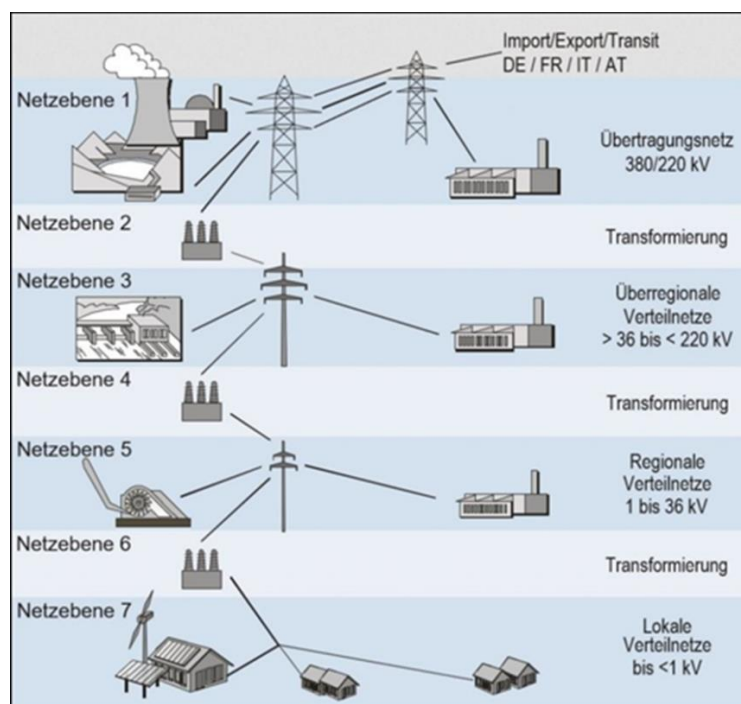 Import/Export/Transit
DE / FR / IT / AT
Netzebene 1
Übertragungsnetz
380/220 kV
Netzebene 2
Transformierung
Netzebene 3
Überregionale
Verteilnetze
> 36 bis < 220 kV
Netzebene 4
Transformierung
Netzebene 5
Regionale
Verteilnetze
1 bis 36 kV
Netzebene 6
Transformierung
Netzebene 7
Lokale
Verteilnetze
bis <1 kV